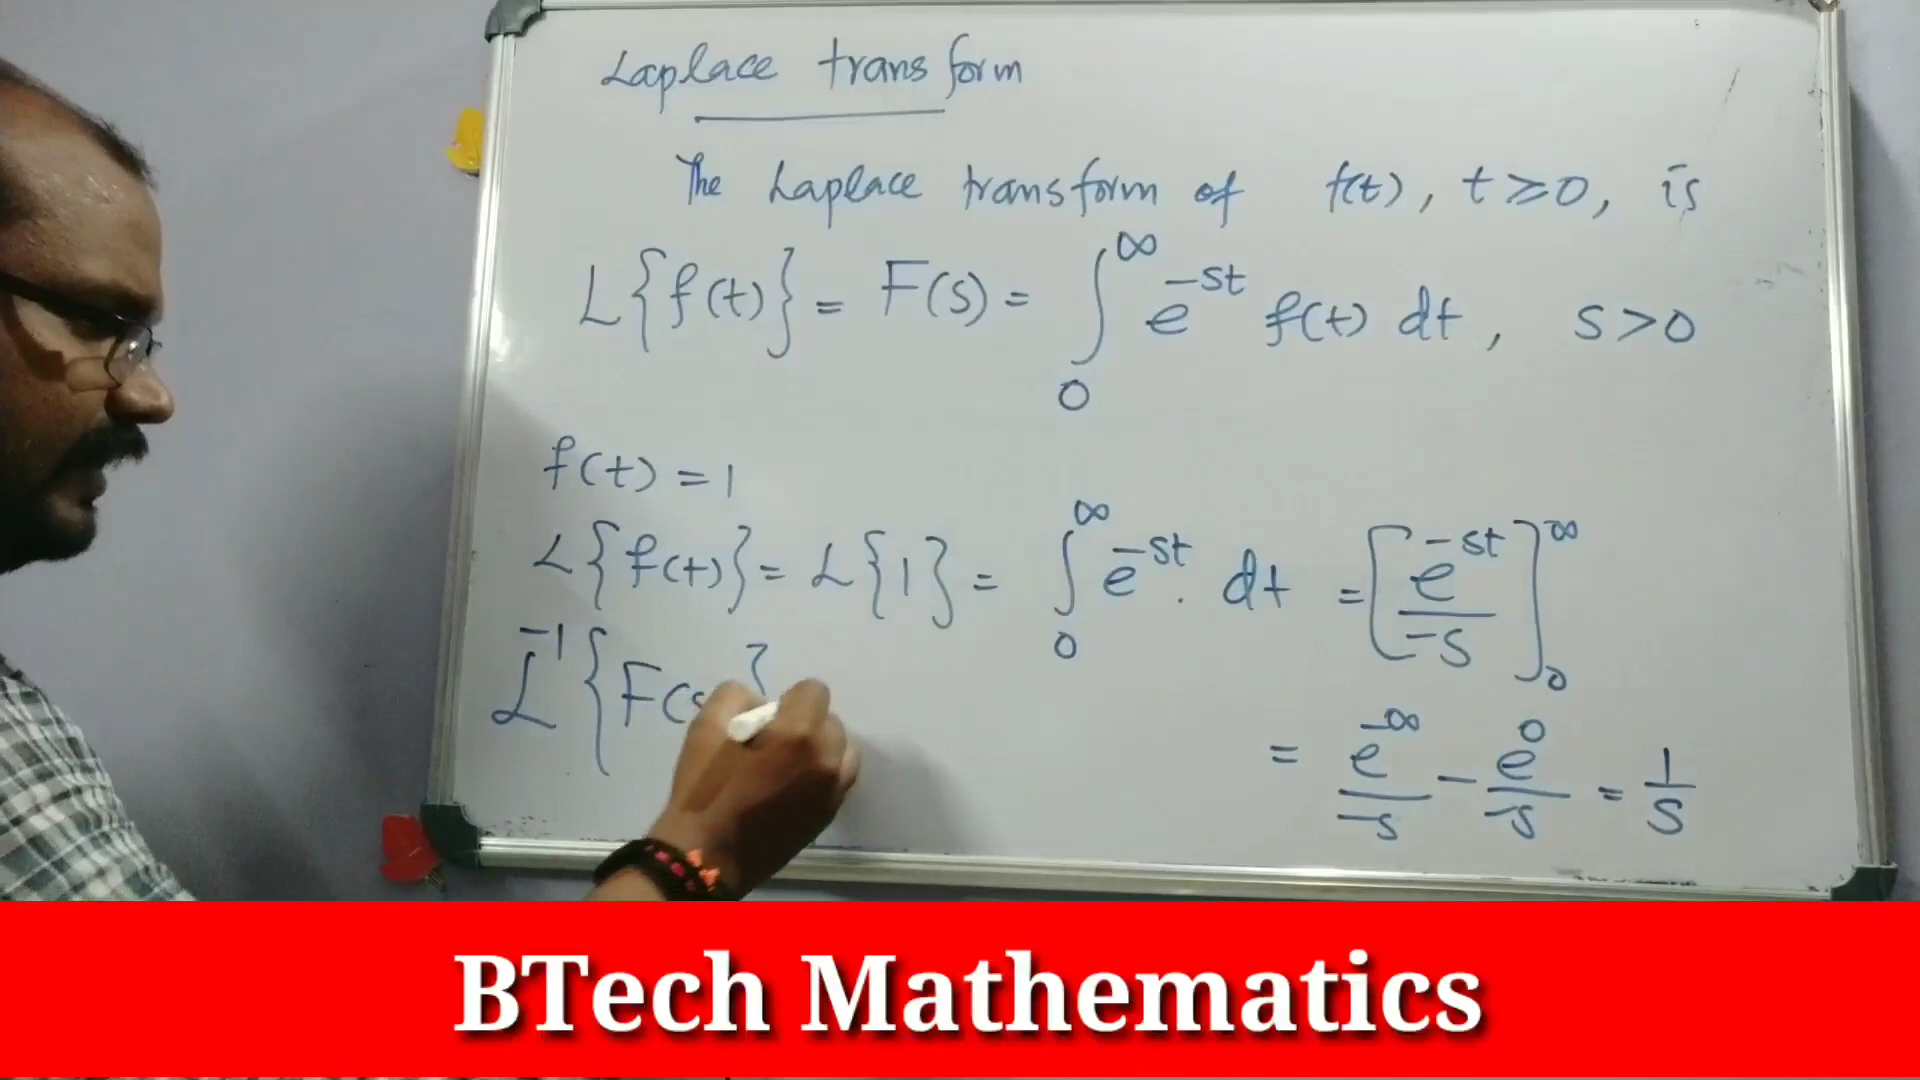 Laplace transform
The Laplace transform of f(t), t ≥ 0, is
L{f(t)} = F(s) = ∫₀^∞ e^{-st} f(t) dt, s > 0
f(t) = 1
L{f(t)} = L{1} = ∫₀^∞ e^{-st} . dt = [e^{-st}/-s]₀^∞
L^{-1}{F(s}
= e^{-∞}/-s - e^0/-s = 1/s
BTech Mathematics